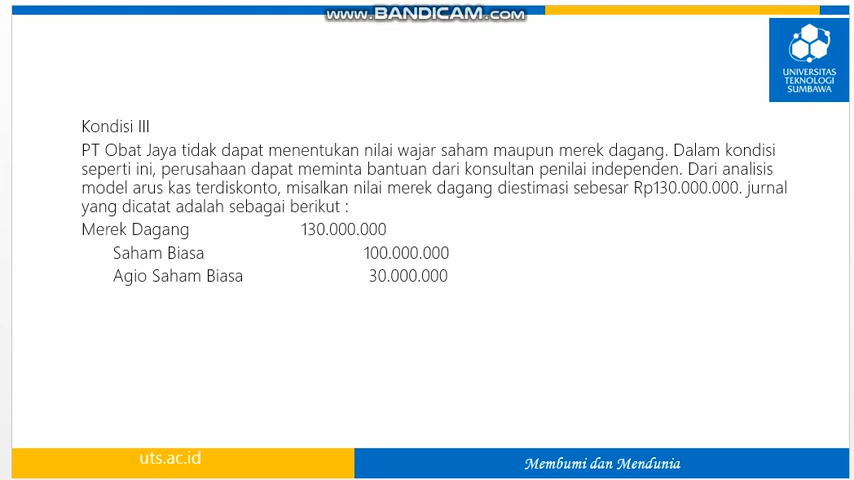 www.BANDICAM.com
UNIVERSITAS
TEKNOLOGI
SUMBAWA
Kondisi III
PT Obat Jaya tidak dapat menentukan nilai wajar saham maupun merek dagang. Dalam kondisi
seperti ini, perusahaan dapat meminta bantuan dari konsultan penilai independen. Dari analisis
model arus kas terdiskonto, misalkan nilai merek dagang diestimasi sebesar Rp130.000.000. jurnal
yang dicatat adalah sebagai berikut :
Merek Dagang 130.000.000
Saham Biasa 100.000.000
Agio Saham Biasa 30.000.000
uts.ac.id
Membumi dan Mendunia